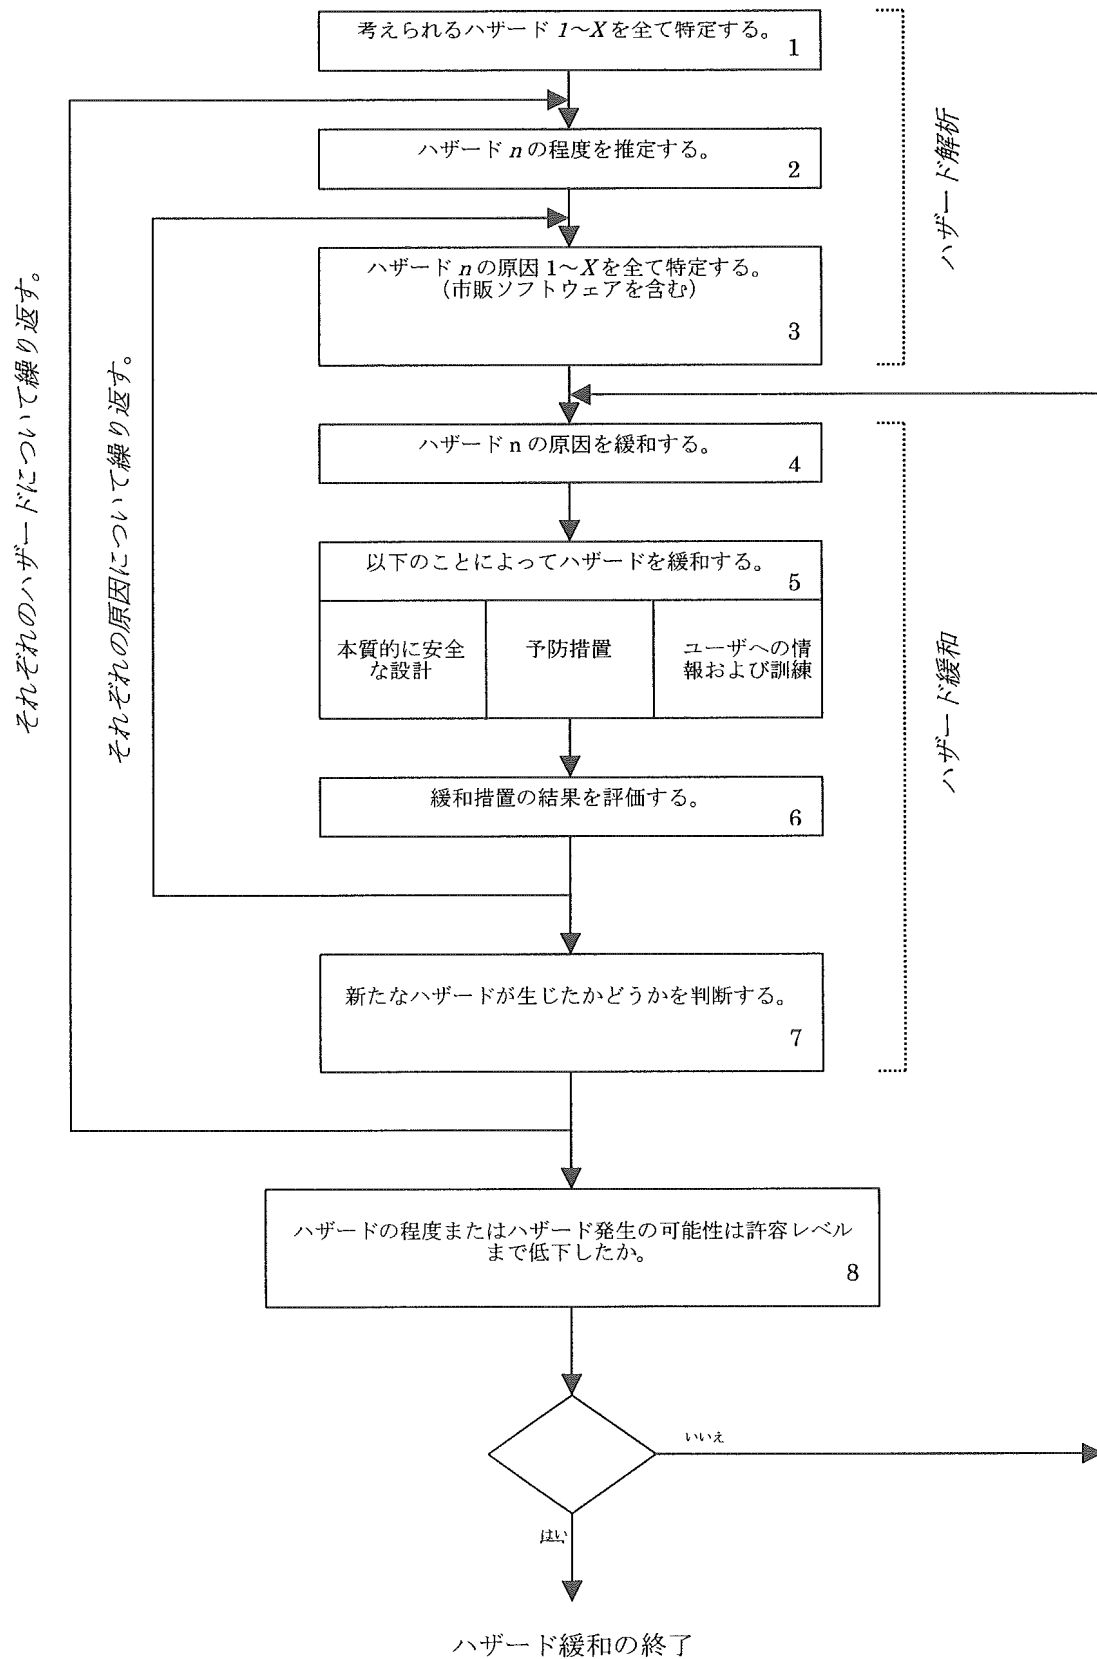 考えられるハザード 1~Xを全て特定する。
1
ハザード n の程度を推定する。
2
ハザード n の原因 1~Xを全て特定する。
(市販ソフトウェアを含む)
3
ハザード解析
ハザード n の原因を緩和する。
4
以下のことによってハザードを緩和する。
5
本質的に安全
な設計
予防措置
ユーザへの情
報および訓練
緩和措置の結果を評価する。
6
新たなハザードが生じたかどうかを判断する。
7
ハザード緩和
それぞれのハザードについて繰り返す。
それぞれの原因について繰り返す。
ハザードの程度またはハザード発生の可能性は許容レベル
まで低下したか。
8
いいえ
はい
ハザード緩和の終了